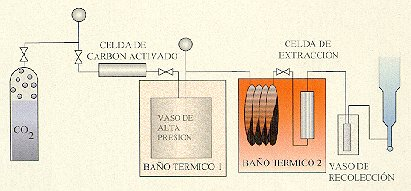 CELDA DE
CARBON ACTIVADO
CELDA DE
EXTRACCION
CO2
VASO DE
ALTA
PRESION
BAÑO TERMICO 1
BAÑO TERMICO 2
VASO DE
RECOLECCIÓN